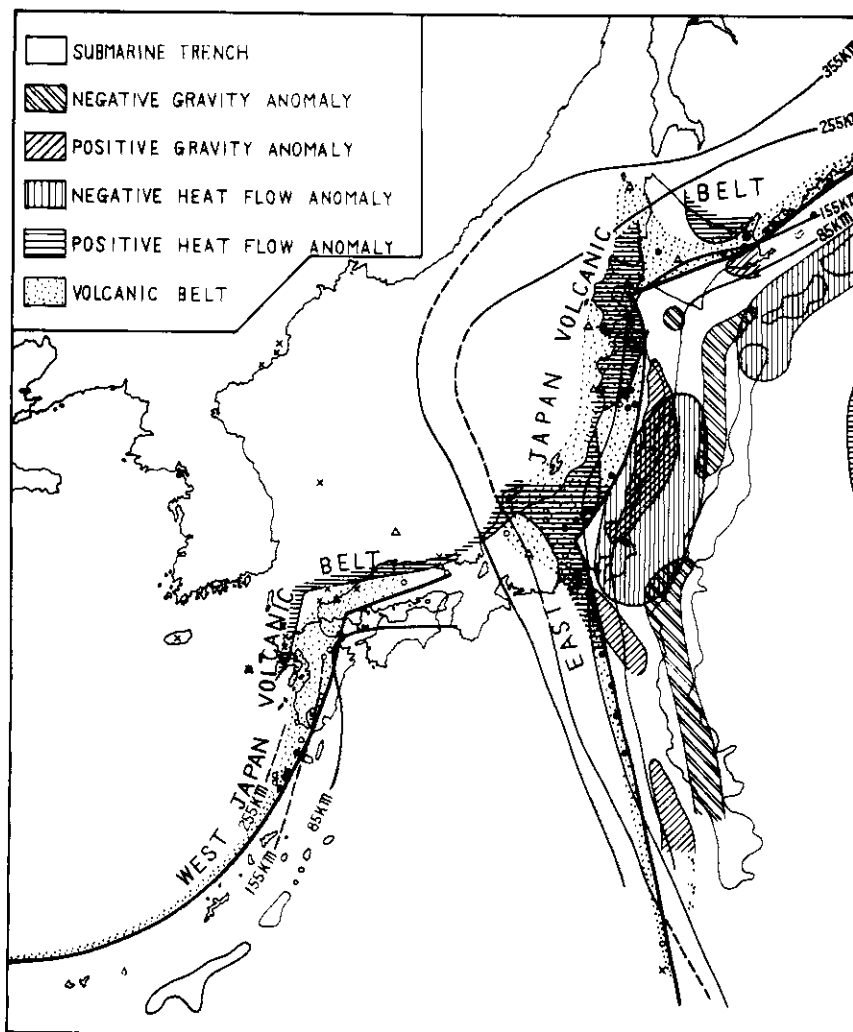 SUBMARINE TRENCH
NEGATIVE GRAVITY ANOMALY
POSITIVE GRAVITY ANOMALY
NEGATIVE HEAT FLOW ANOMALY
POSITIVE HEAT FLOW ANOMALY
VOLCANIC BELT
355KM
255KM
155KM
85KM
EAST JAPAN VOLCANIC BELT
WEST JAPAN VOLCANIC BELT
255KM
155KM
85KM